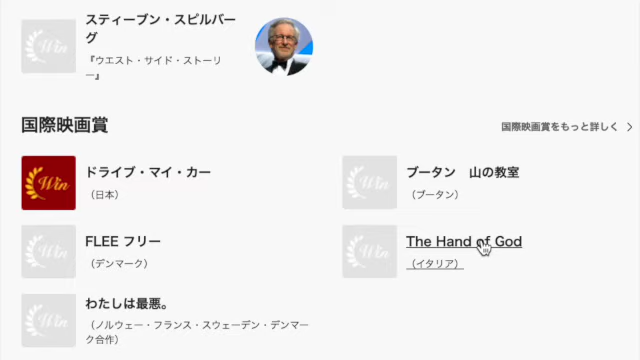 スティーブン・スピルバー
グ
『ウエスト・サイド・ストーリ
ー』
Win
国際映画賞
国際映画賞をもっと詳しく
Win
ドライブ・マイ・カー
（日本）
Win
ブータン　山の教室
（ブータン）
Win
FLEE フリー
（デンマーク）
Win
The Hand of God
（イタリア）
Win
わたしは最悪。
（ノルウェー・フランス・スウェーデン・デンマー
ク合作）